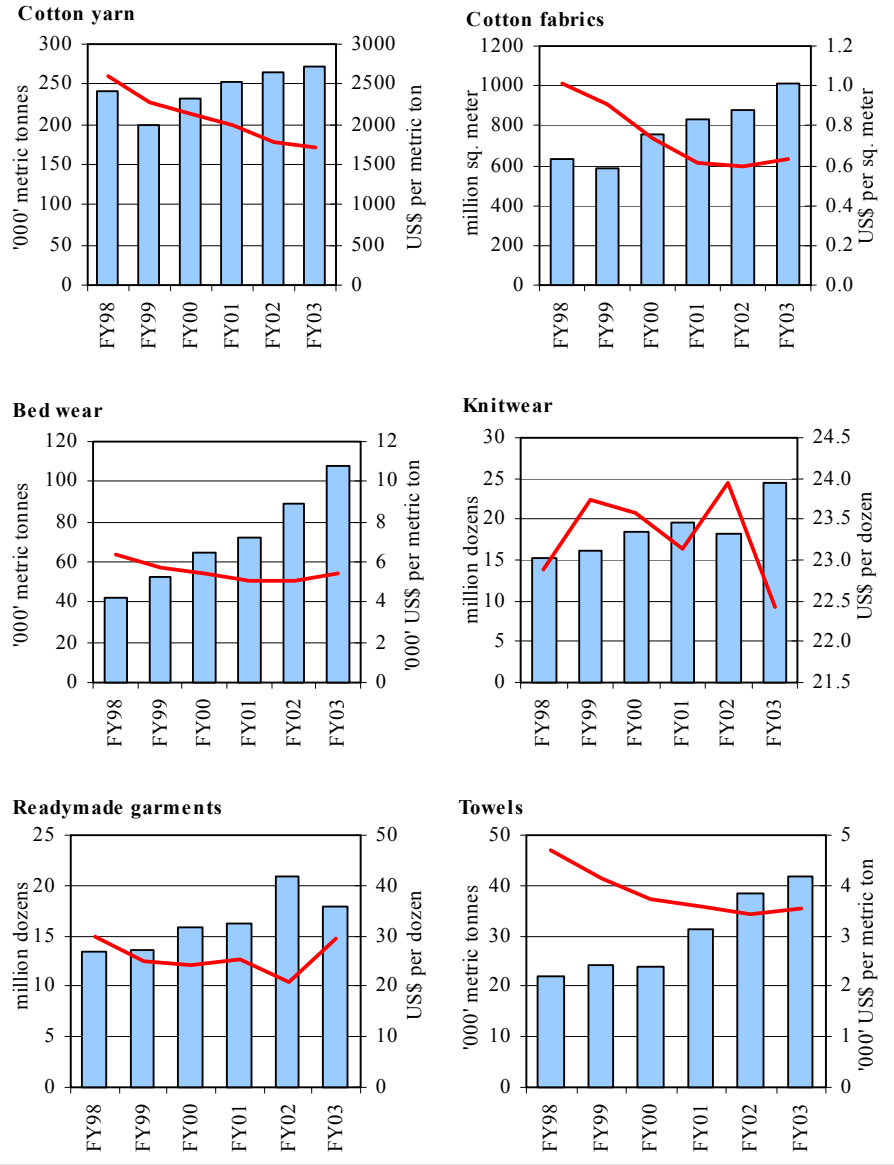 Cotton yarn
300
250
200
150
100
50
0
'000' metric tonnes
3000
2500
2000
1500
1000
500
0
US$ per metric ton
FY98
FY99
FY00
FY01
FY02
FY03
Cotton fabrics
1200
1000
800
600
400
200
0
million sq. meter
1.2
1.0
0.8
0.6
0.4
0.2
0.0
US$ per sq. meter
FY98
FY99
FY00
FY01
FY02
FY03
Bed wear
120
100
80
60
40
20
0
'000' metric tonnes
12
10
8
6
4
2
0
'000' US$ per metric ton
FY98
FY99
FY00
FY01
FY02
FY03
Knitwear
30
25
20
15
10
5
0
million dozens
24.5
24.0
23.5
23.0
22.5
22.0
21.5
US$ per dozen
FY98
FY99
FY00
FY01
FY02
FY03
Readymade garments
25
20
15
10
5
0
million dozens
50
40
30
20
10
0
US$ per dozen
FY98
FY99
FY00
FY01
FY02
FY03
Towels
50
40
30
20
10
0
'000' metric tonnes
5
4
3
2
1
0
'000' US$ per metric ton
FY98
FY99
FY00
FY01
FY02
FY03